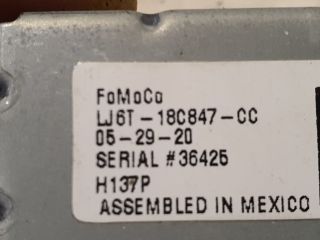 FoMoCo
LJ6T-18C847-CC
05-29-20
SERIAL #36425
H137P
ASSEMBLED IN MEXICO